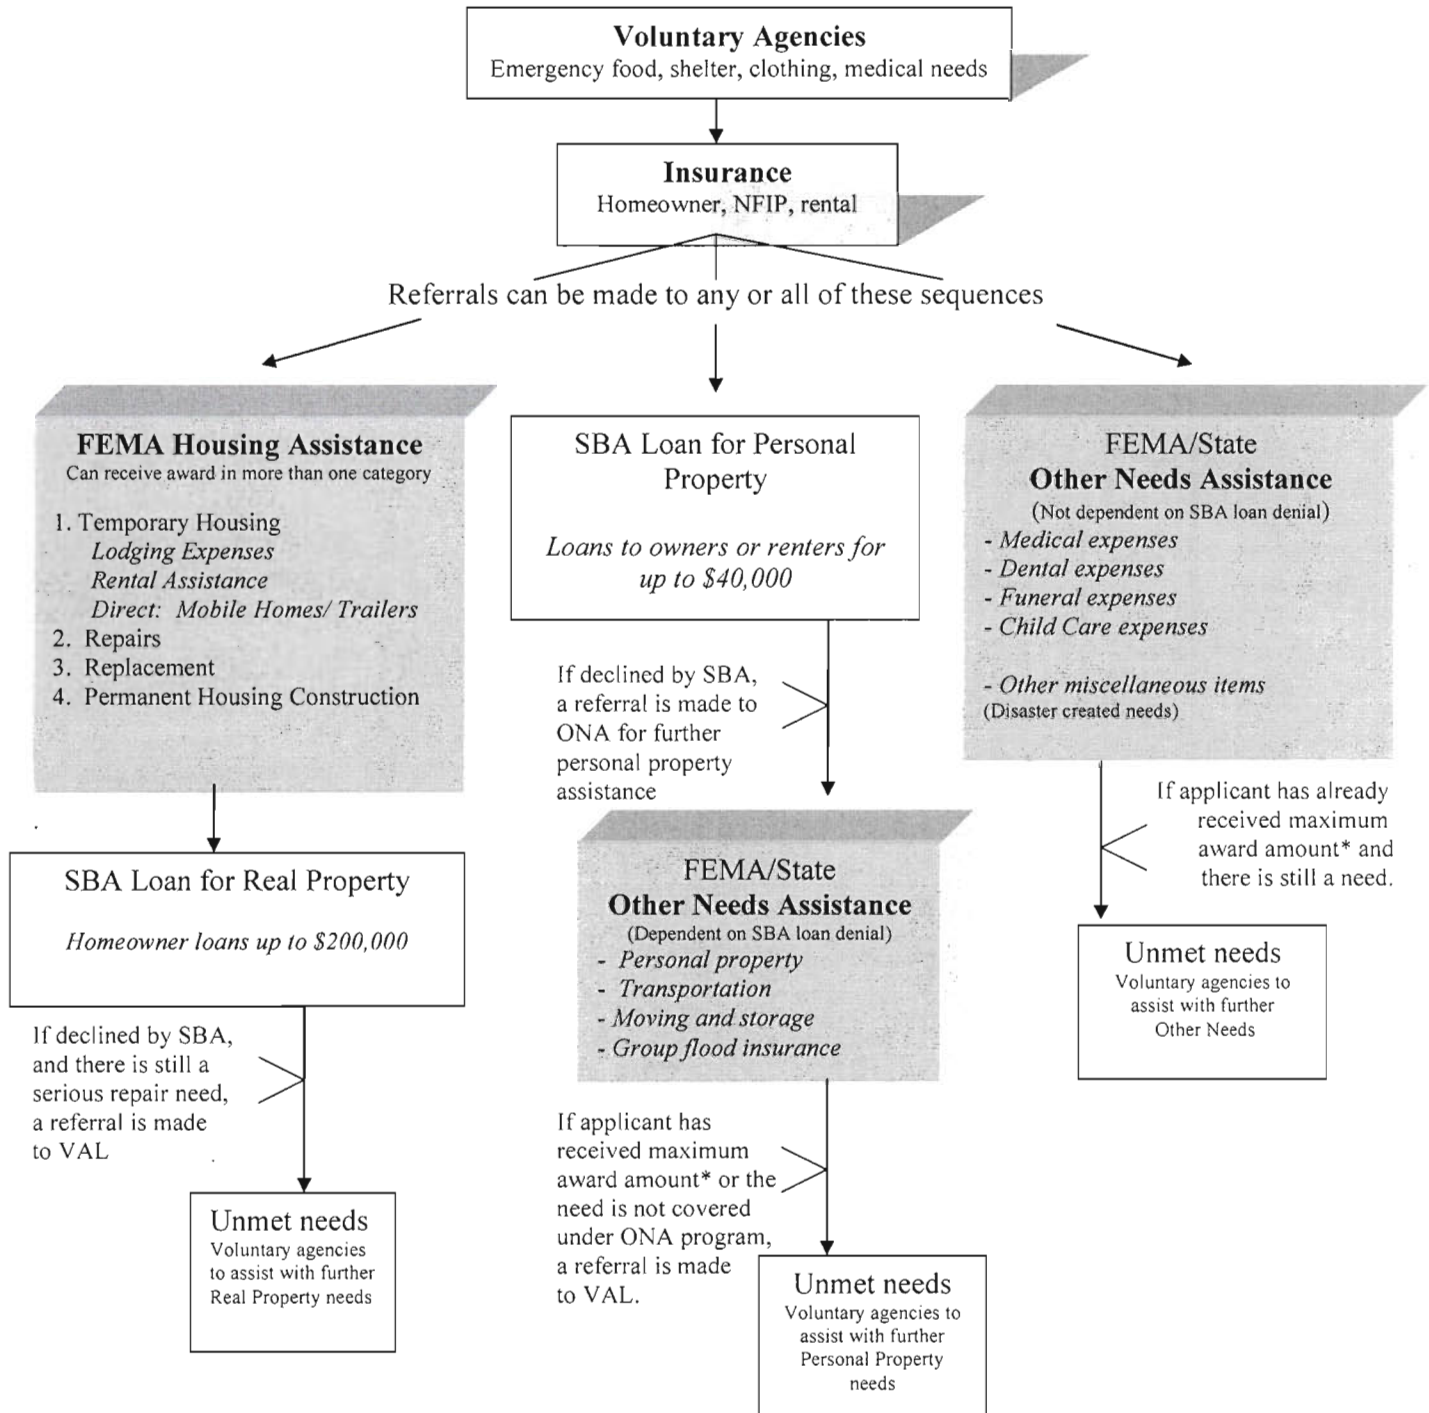 Voluntary Agencies
Emergency food, shelter, clothing, medical needs
Insurance
Homeowner, NFIP, rental
Referrals can be made to any or all of these sequences
FEMA Housing Assistance
Can receive award in more than one category
1. Temporary Housing
Lodging Expenses
Rental Assistance
Direct: Mobile Homes/ Trailers
2. Repairs
3. Replacement
4. Permanent Housing Construction
SBA Loan for Real Property
Homeowner loans up to $200,000
If declined by SBA,
and there is still a
serious repair need,
a referral is made
to VAL
Unmet needs
Voluntary agencies
to assist with further
Real Property needs
SBA Loan for Personal
Property
Loans to owners or renters for
up to $40,000
If declined by SBA,
a referral is made to
ONA for further
personal property
assistance
FEMA/State
Other Needs Assistance
(Dependent on SBA loan denial)
- Personal property
- Transportation
- Moving and storage
- Group flood insurance
If applicant has
received maximum
award amount* or the
need is not covered
under ONA program,
a referral is made
to VAL.
Unmet needs
Voluntary agencies to
assist with further
Personal Property
needs
FEMA/State
Other Needs Assistance
(Not dependent on SBA loan denial)
- Medical expenses
- Dental expenses
- Funeral expenses
- Child Care expenses
- Other miscellaneous items
(Disaster created needs)
If applicant has already
received maximum
award amount* and
there is still a need.
Unmet needs
Voluntary agencies to
assist with further
Other Needs